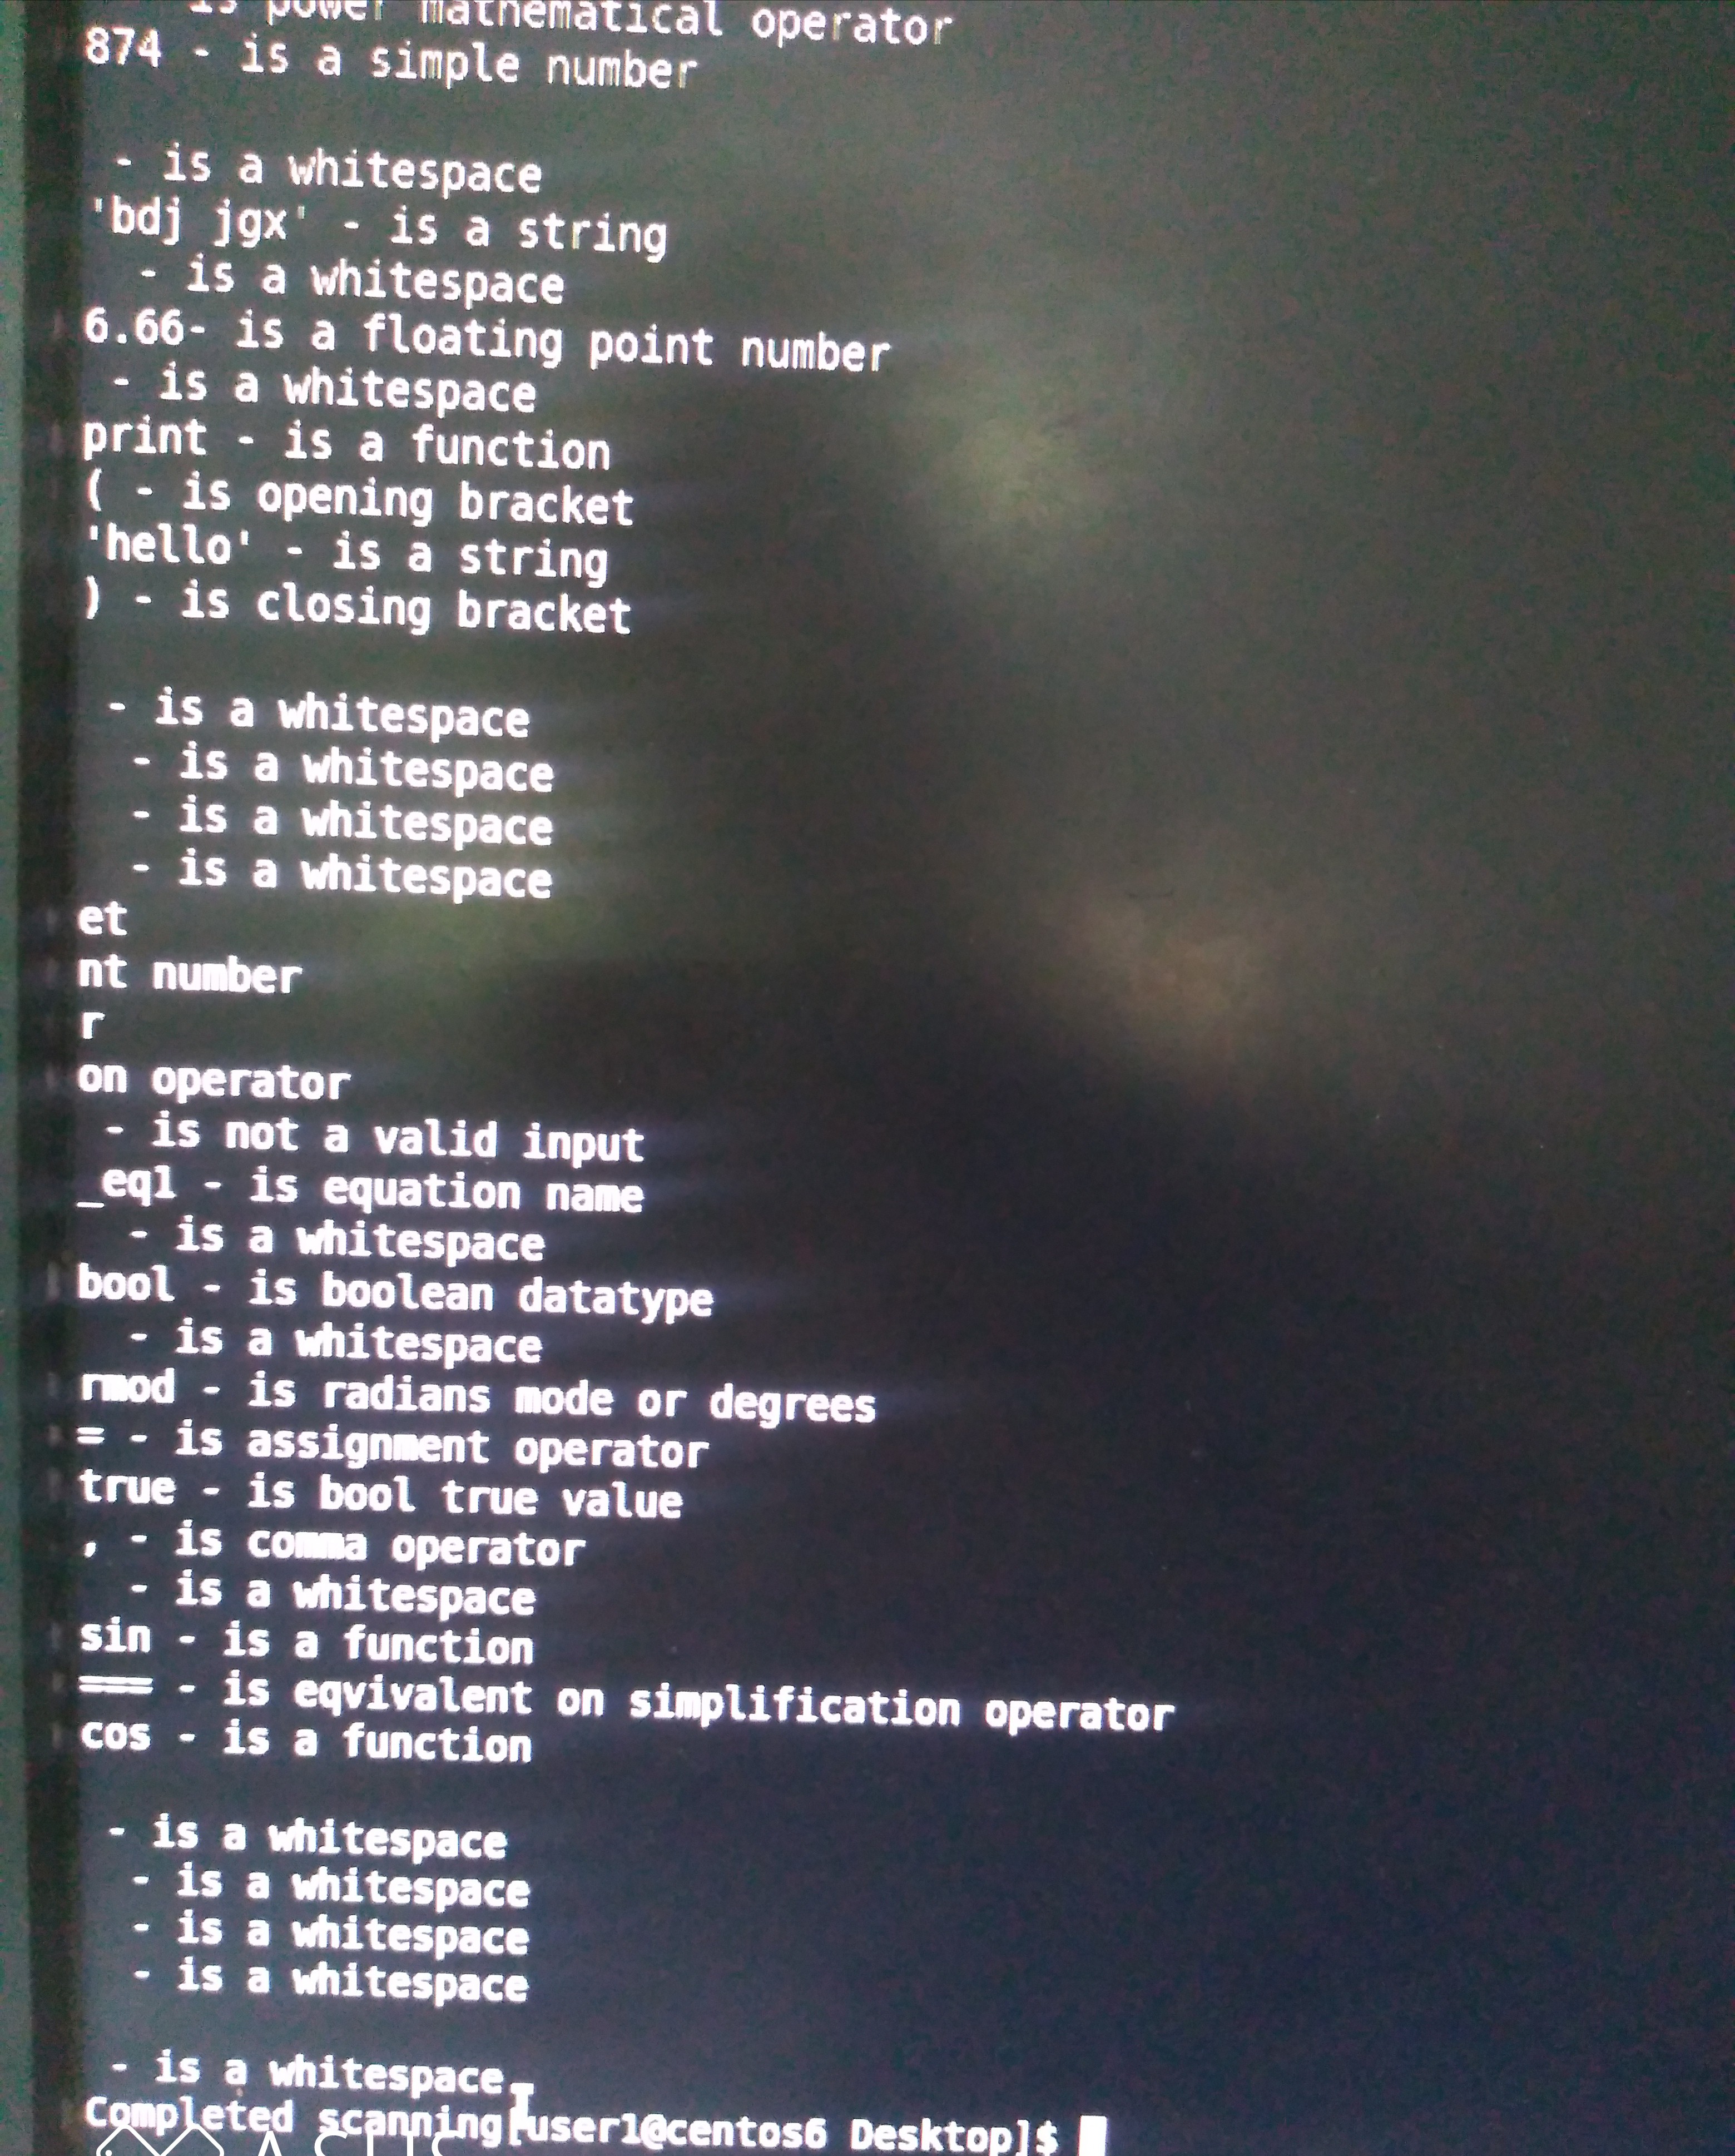 is power mathematical operator
874 - is a simple number
- is a whitespace
'bdj jgx' - is a string
- is a whitespace
6.66- is a floating point number
- is a whitespace
print - is a function
( - is opening bracket
'hello' - is a string
) - is closing bracket
- is a whitespace
- is a whitespace
- is a whitespace
- is a whitespace
et
nt number
r
on operator
- is not a valid input
_eq1 - is equation name
- is a whitespace
bool - is boolean datatype
- is a whitespace
rmod - is radians mode or degrees
= - is assignment operator
true - is bool true value
, - is comma operator
- is a whitespace
sin - is a function
=== - is eqvivalent on simplification operator
cos - is a function
- is a whitespace
- is a whitespace
- is a whitespace
- is a whitespace
- is a whitespace
Completed scanning[user1@centos6 Desktop]$
ASUS